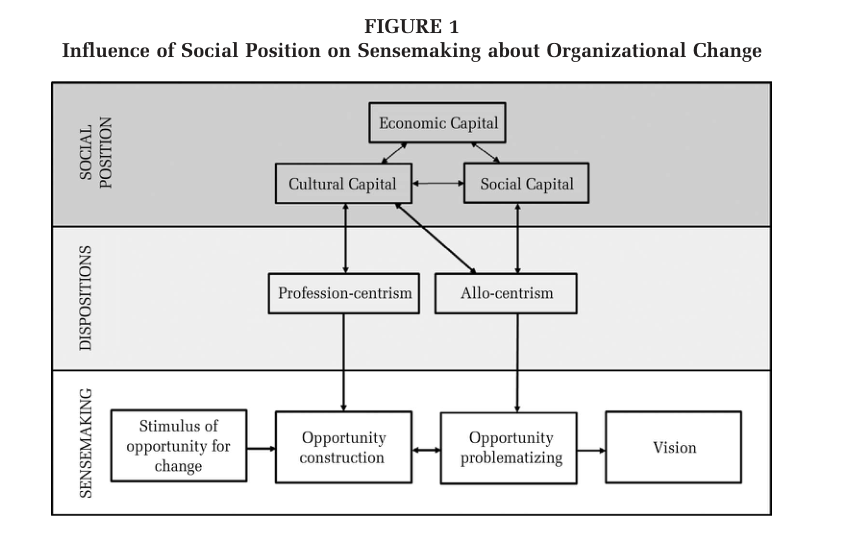 FIGURE 1
Influence of Social Position on Sensemaking about Organizational Change
SOCIAL
POSITION
Economic Capital
Cultural Capital
Social Capital
DISPOSITIONS
Profession-centrism
Allo-centrism
SENSEMAKING
Stimulus of
opportunity for
change
Opportunity
construction
Opportunity
problematizing
Vision